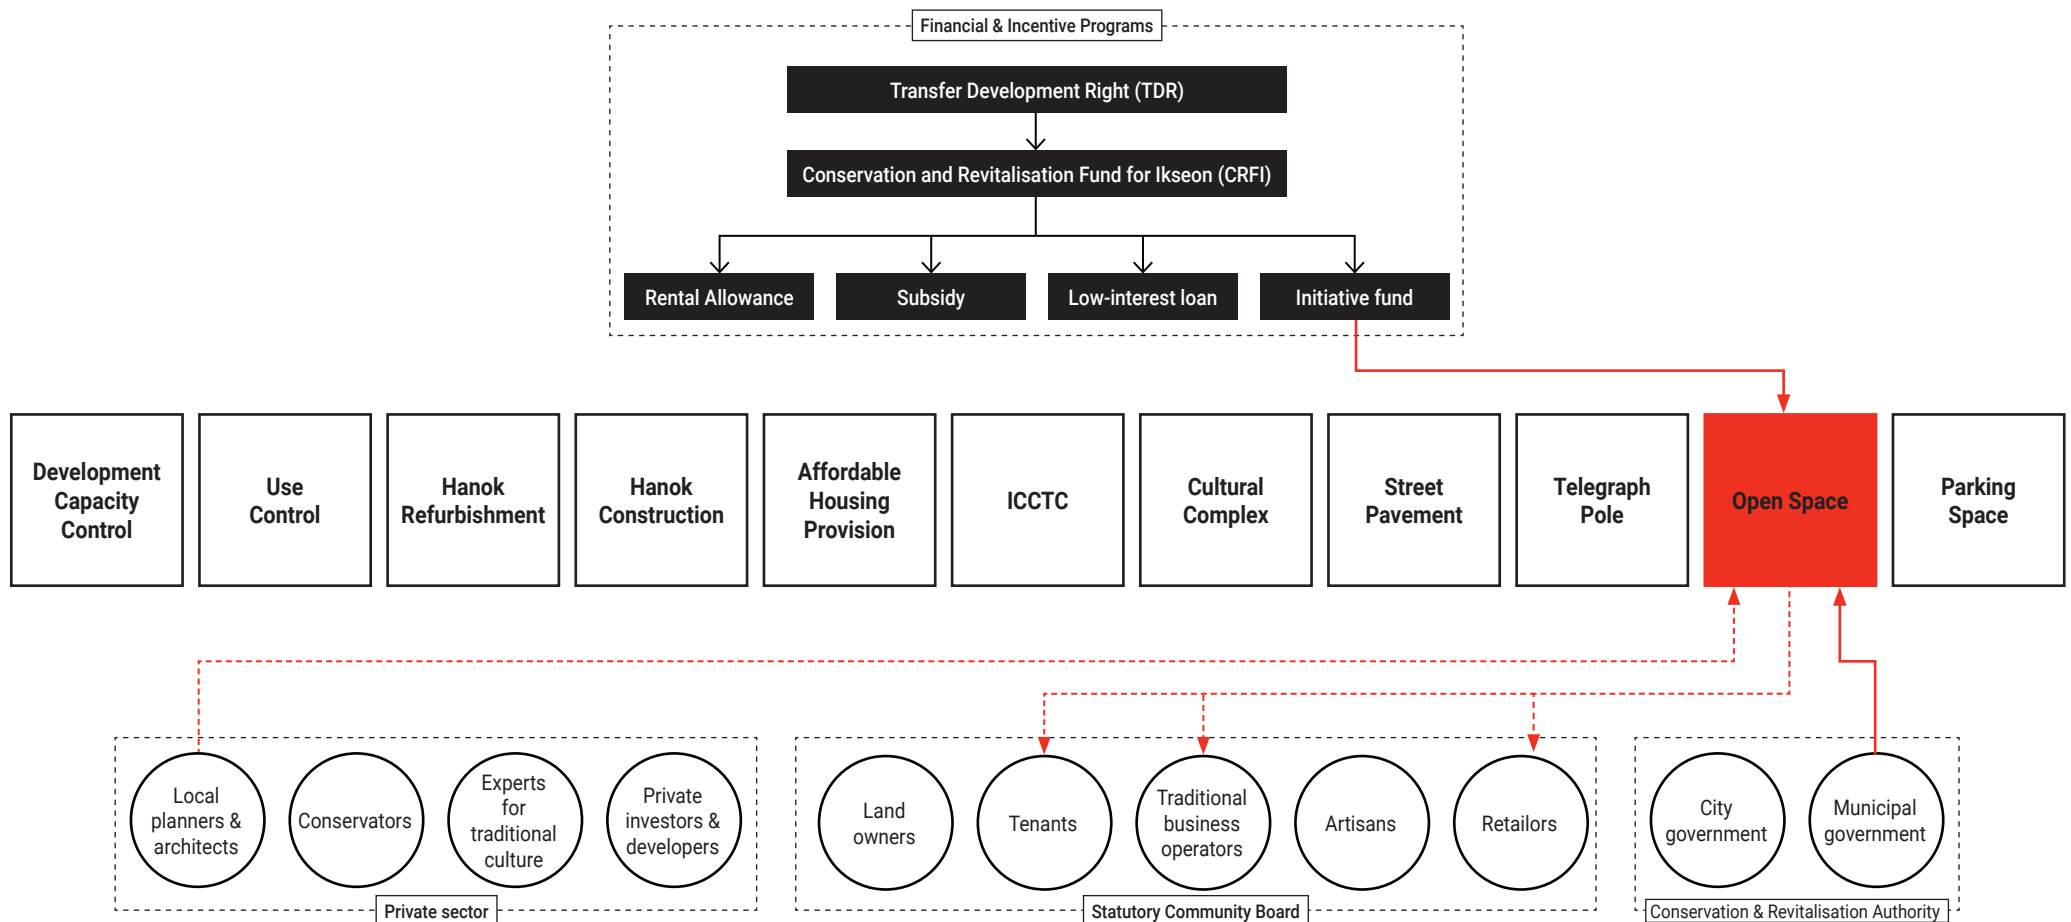 Financial & Incentive Programs
Transfer Development Right (TDR)
Conservation and Revitalisation Fund for Ikseon (CRFI)
Rental Allowance
Subsidy
Low-interest loan
Initiative fund
Development
Capacity
Control
Use
Control
Hanok
Refurbishment
Hanok
Construction
Affordable
Housing
Provision
ICCTC
Cultural
Complex
Street
Pavement
Telegraph
Pole
Open Space
Parking
Space
Local
planners &
architects
Conservators
Experts
for
traditional
culture
Private
investors &
developers
Private sector
Land
owners
Tenants
Traditional
business
operators
Artisans
Retailors
Statutory Community Board
City
government
Municipal
government
Conservation & Revitalisation Authority